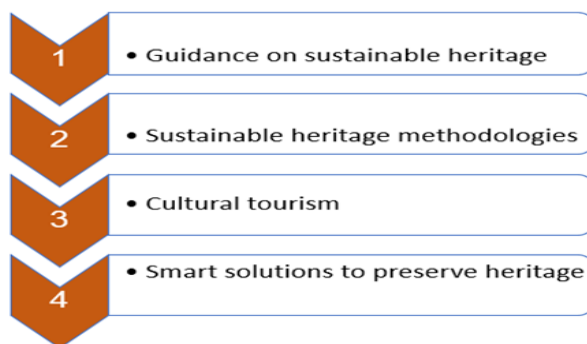 1
• Guidance on sustainable heritage
2
• Sustainable heritage methodologies
3
• Cultural tourism
4
• Smart solutions to preserve heritage